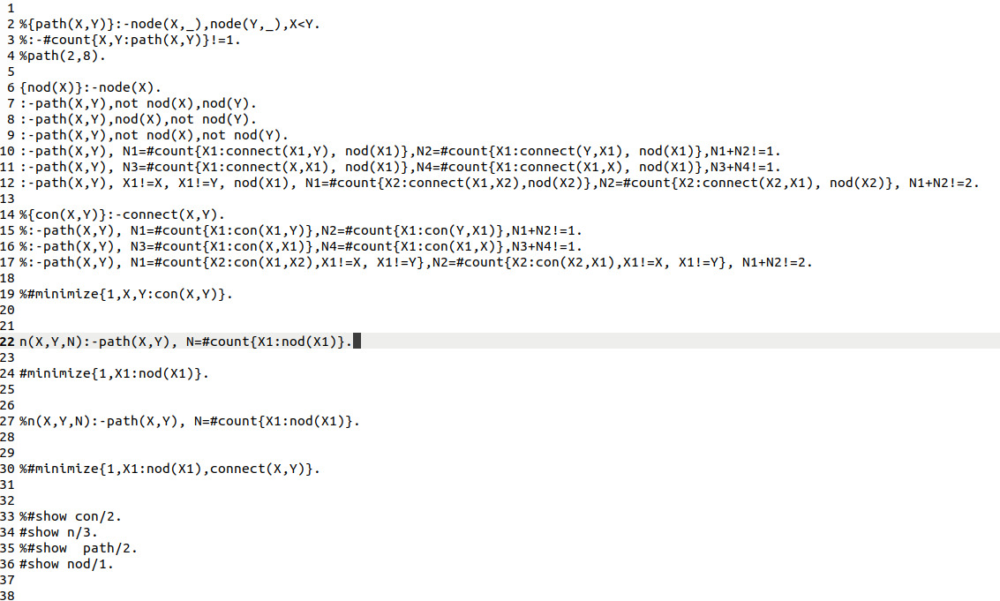 1
2 %{path(X,Y)}:-node(X,_),node(Y,_),X<Y.
3 %:-#count{X,Y:path(X,Y)}!=1.
4 %path(2,8).
5
6 {nod(X)}:-node(X).
7 :-path(X,Y),not nod(X),nod(Y).
8 :-path(X,Y),nod(X),not nod(Y).
9 :-path(X,Y),not nod(X),not nod(Y).
10 :-path(X,Y), N1=#count{X1:connect(X1,Y), nod(X1)},N2=#count{X1:connect(Y,X1), nod(X1)},N1+N2!=1.
11 :-path(X,Y), N3=#count{X1:connect(X,X1), nod(X1)},N4=#count{X1:connect(X1,X), nod(X1)},N3+N4!=1.
12 :-path(X,Y), X1!=X, X1!=Y, nod(X1), N1=#count{X2:connect(X1,X2),nod(X2)},N2=#count{X2:connect(X2,X1), nod(X2)}, N1+N2!=2.
13
14 %{con(X,Y)}:-connect(X,Y).
15 %:-path(X,Y), N1=#count{X1:con(X1,Y)},N2=#count{X1:con(Y,X1)},N1+N2!=1.
16 %:-path(X,Y), N3=#count{X1:con(X,X1)},N4=#count{X1:con(X1,X)},N3+N4!=1.
17 %:-path(X,Y), N1=#count{X2:con(X1,X2),X1!=X, X1!=Y},N2=#count{X2:con(X2,X1),X1!=X, X1!=Y}, N1+N2!=2.
18
19 %#minimize{1,X,Y:con(X,Y)}.
20
21
22 n(X,Y,N):-path(X,Y), N=#count{X1:nod(X1)}.
23
24 #minimize{1,X1:nod(X1)}.
25
26
27 %n(X,Y,N):-path(X,Y), N=#count{X1:nod(X1)}.
28
29
30 %#minimize{1,X1:nod(X1),connect(X,Y)}.
31
32
33 %#show con/2.
34 #show n/3.
35 %#show  path/2.
36 #show nod/1.
37
38